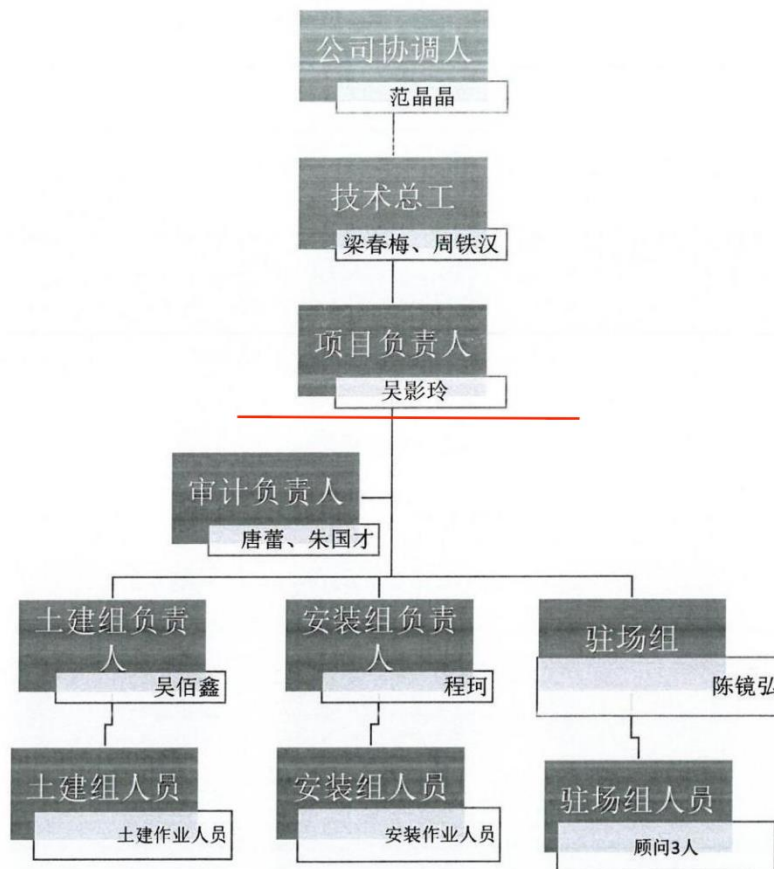 公司协调人
范晶晶
技术总工
梁春梅、周铁汉
项目负责人
吴影玲
审计负责人
唐蕾、朱国才
土建组负责
人
吴佰鑫
安装组负责
人
程珂
驻场组
陈镜弘
土建组人员
土建作业人员
安装组人员
安装作业人员
驻场组人员
顾问3人